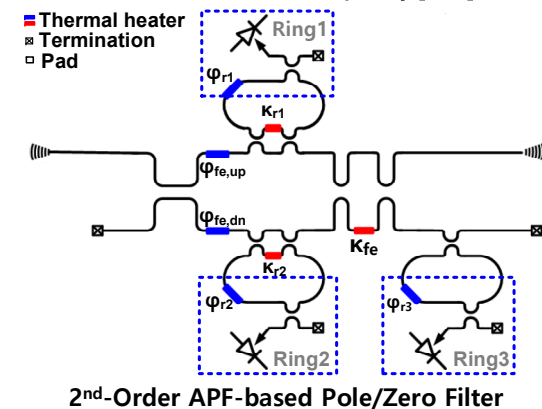 Thermal heater
Termination
Pad
Ring1
φr1
κr1
φfe,up
φfe,dn
κfe
κr2
φr2
φr3
Ring2
Ring3
2nd-Order APF-based Pole/Zero Filter